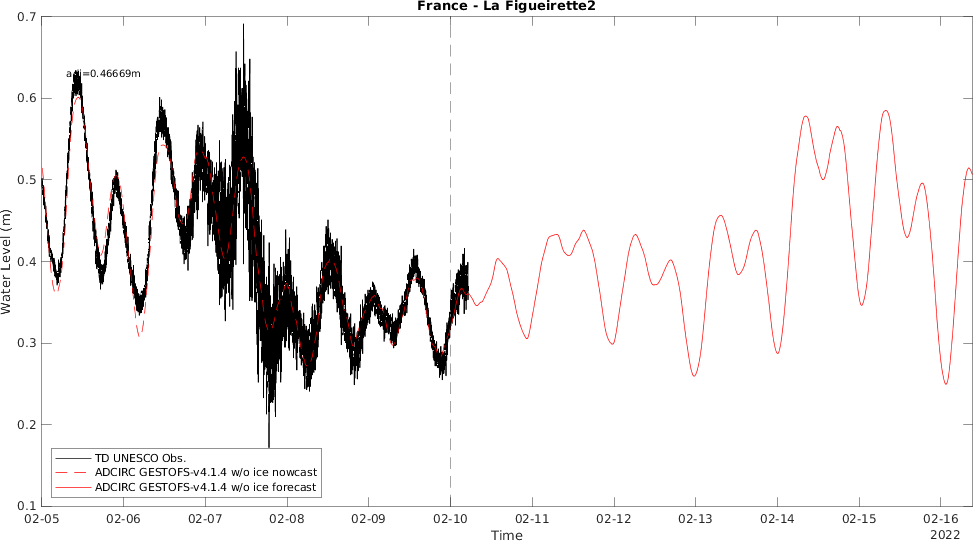 France - La Figueirette2
Water Level (m)
0.7
0.6
0.5
0.4
0.3
0.2
0.1
=0.46669m
TD UNESCO Obs.
ADCIRC GESTOFS-v4.1.4 w/o ice nowcast
ADCIRC GESTOFS-v4.1.4 w/o ice forecast
02-05 02-06 02-07 02-08 02-09 02-10 02-11 02-12 02-13 02-14 02-15 02-16
Time
2022